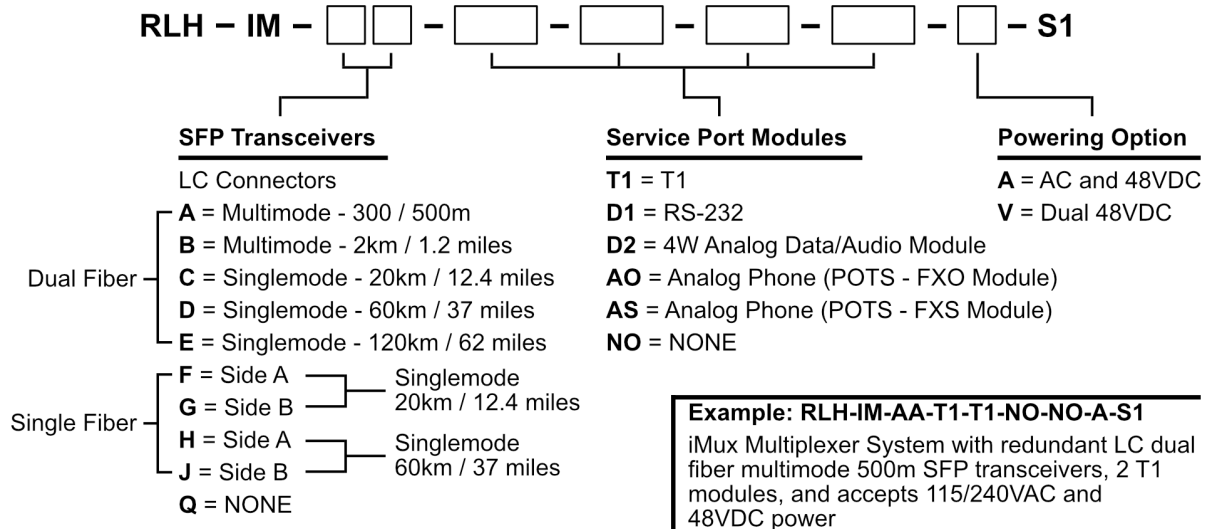 RLH – IM – – – – – – – S1
SFP Transceivers
LC Connectors
Dual Fiber
A = Multimode - 300 / 500m
B = Multimode - 2km / 1.2 miles
C = Singlemode - 20km / 12.4 miles
D = Singlemode - 60km / 37 miles
E = Singlemode - 120km / 62 miles
Single Fiber
F = Side A
G = Side B
Singlemode
20km / 12.4 miles
H = Side A
J = Side B
Singlemode
60km / 37 miles
Q = NONE
Service Port Modules
T1 = T1
D1 = RS-232
D2 = 4W Analog Data/Audio Module
AO = Analog Phone (POTS - FXO Module)
AS = Analog Phone (POTS - FXS Module)
NO = NONE
Powering Option
A = AC and 48VDC
V = Dual 48VDC
Example: RLH-IM-AA-T1-T1-NO-NO-A-S1
iMux Multiplexer System with redundant LC dual
fiber multimode 500m SFP transceivers, 2 T1
modules, and accepts 115/240VAC and
48VDC power